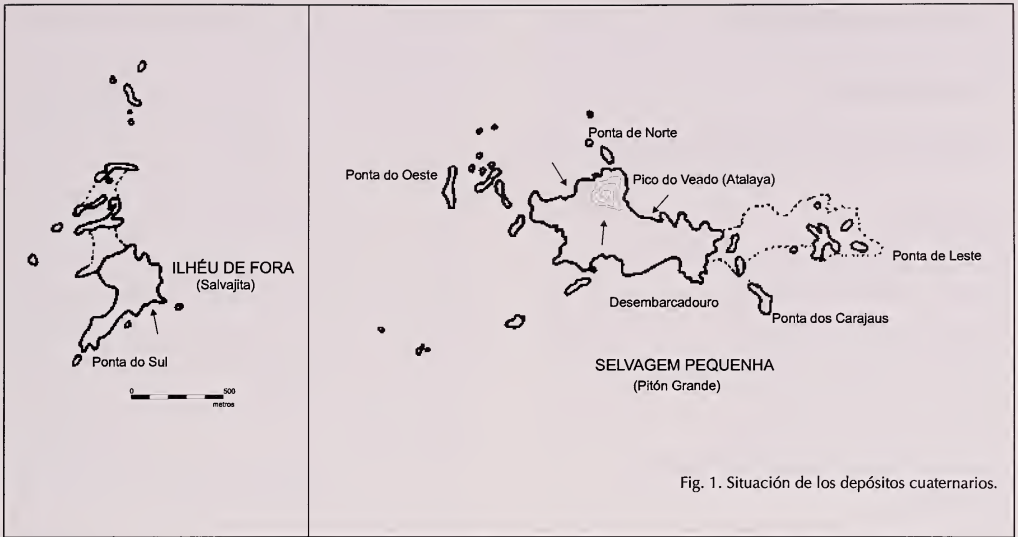 ILHÉU DE FORA
(Salvajita)
Ponta do Sul
0 500
metros
Ponta de Norte
Ponta do Oeste
Pico do Veado (Atalaya)
Ponta de Leste
Desembarcadouro
Ponta dos Carajaus
SELVAGEM PEQUENHA
(Pitón Grande)
Fig. 1. Situación de los depósitos cuaternarios.